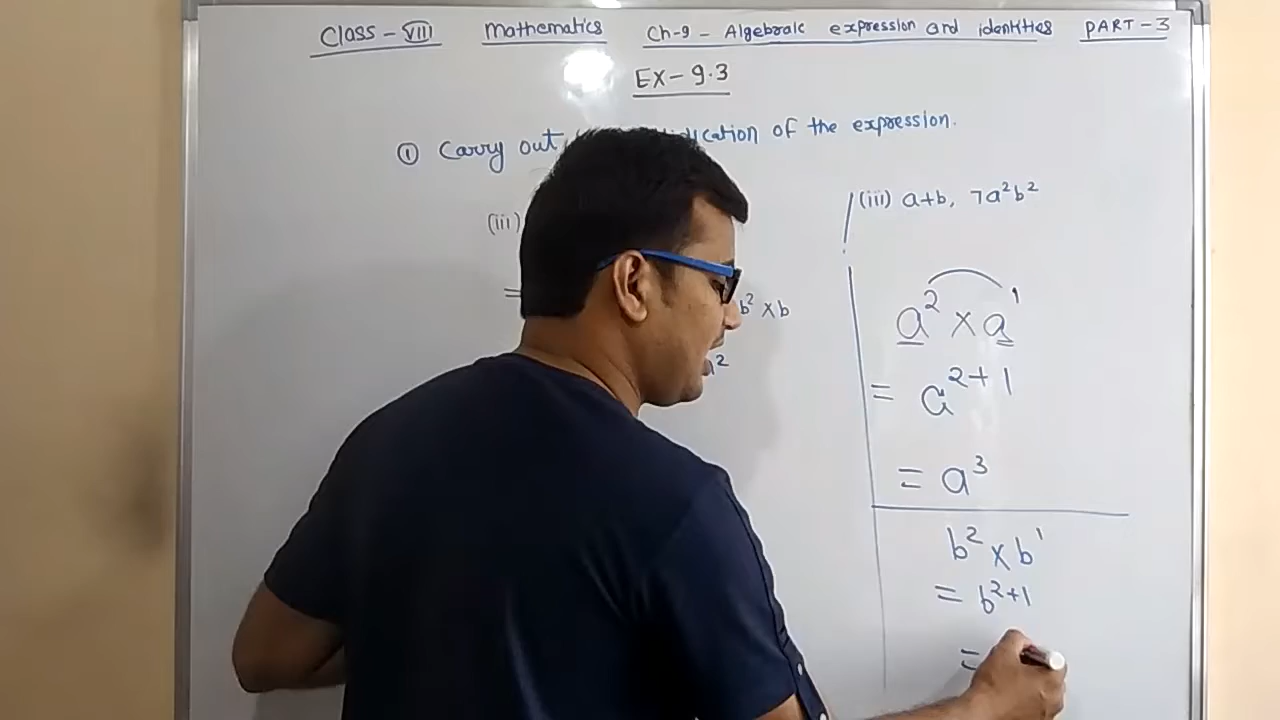 Class - VIII Mathematics Ch-9 - Algebraic expression and identities PART - 3
EX - 9.3
① Carry out of the expression.
(iii)
(iii) a+b, 7a²b²
=
b² × b
a² × a¹
²
= a²⁺¹
= a³
b² × b¹
= b²⁺¹
=